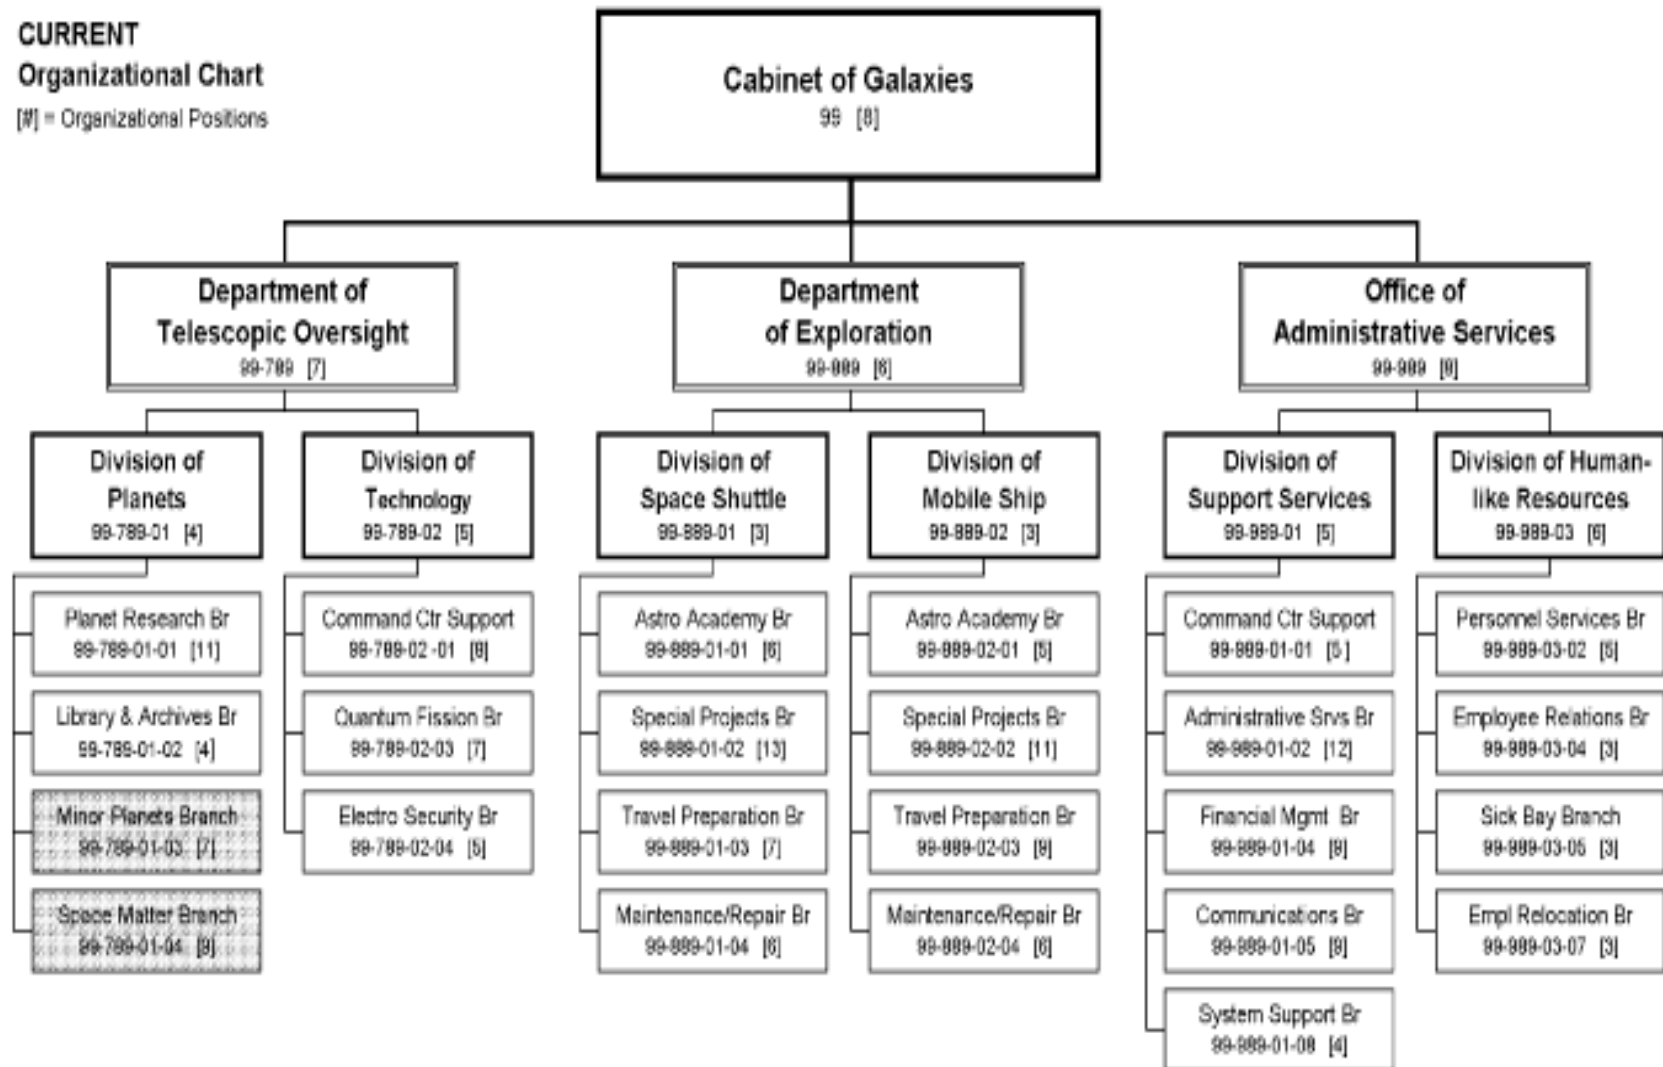 CURRENT
Organizational Chart
[#] = Organizational Positions
Cabinet of Galaxies
99 [8]
Department of
Telescopic Oversight
99-789 [7]
Department
of Exploration
99-889
Office of
Administrative Services
99-989
Division of
Planets
99-789-01 [4]
Division of
Technology
99-789-02 [5]
Division of
Space Shuttle
99-889-01 [3]
Division of
Mobile Ship
99-889-02 [3]
Division of
Support Services
99-989-01 [5]
Division of Human-
like Resources
99-989-03 [6]
Planet Research Br
99-789-01-01 [11]
Library & Archives Br
99-789-01-02 [4]
Minor Planets Branch
99-789-01-03 [7]
Space Matter Branch
99-789-01-04
Command Ctr Support
99-789-02 -01
Quantum Fission Br
99-789-02-03 [7]
Electro Security Br
99-789-02-04 [5]
Astro Academy Br
99-889-01-01 [6]
Special Projects Br
99-889-01-02 [13]
Travel Preparation Br
99-889-01-03 [7]
Maintenance/Repair Br
99-889-01-04 [6]
Astro Academy Br
99-889-02-01 [5]
Special Projects Br
99-889-02-02 [11]
Travel Preparation Br
99-889-02-03 [9]
Maintenance/Repair Br
99-889-02-04 [6]
Command Ctr Support
99-989-01-01 [5]
Administrative Srvs Br
99-989-01-02 [12]
Financial Mgmt Br
99-989-01-04
Communications Br
99-989-01-05 [9]
System Support Br
99-989-01-08 [4]
Personnel Services Br
99-989-03-02
Employee Relations Br
99-989-03-04 [3]
Sick Bay Branch
99-989-03-05 [3]
Empl Relocation Br
99-989-03-07 [3]